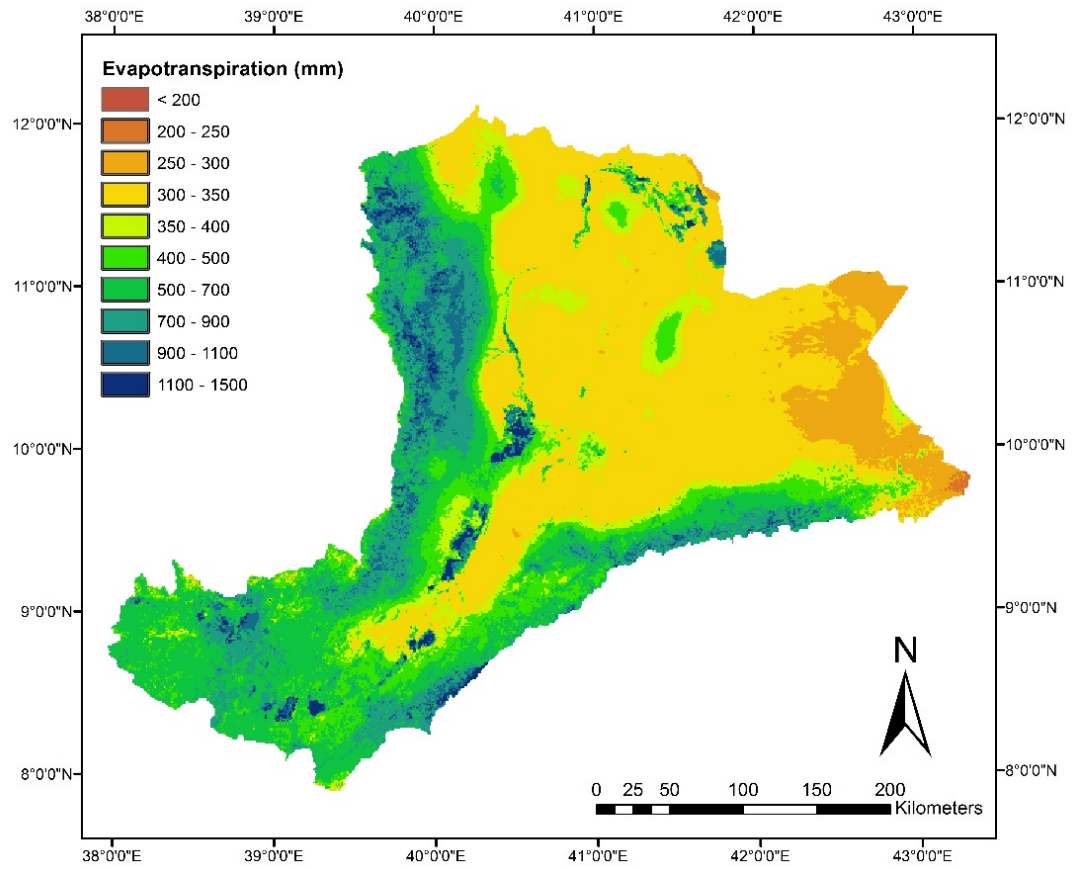 38°0'0"E 39°0'0"E 40°0'0"E 41°0'0"E 42°0'0"E 43°0'0"E
Evapotranspiration (mm)
< 200
200 - 250
250 - 300
300 - 350
350 - 400
400 - 500
500 - 700
700 - 900
900 - 1100
1100 - 1500
12°0'0"N 12°0'0"N
11°0'0"N 11°0'0"N
10°0'0"N 10°0'0"N
9°0'0"N 9°0'0"N
8°0'0"N 8°0'0"N
N
0 25 50 100 150 200
Kilometers
38°0'0"E 39°0'0"E 40°0'0"E 41°0'0"E 42°0'0"E 43°0'0"E